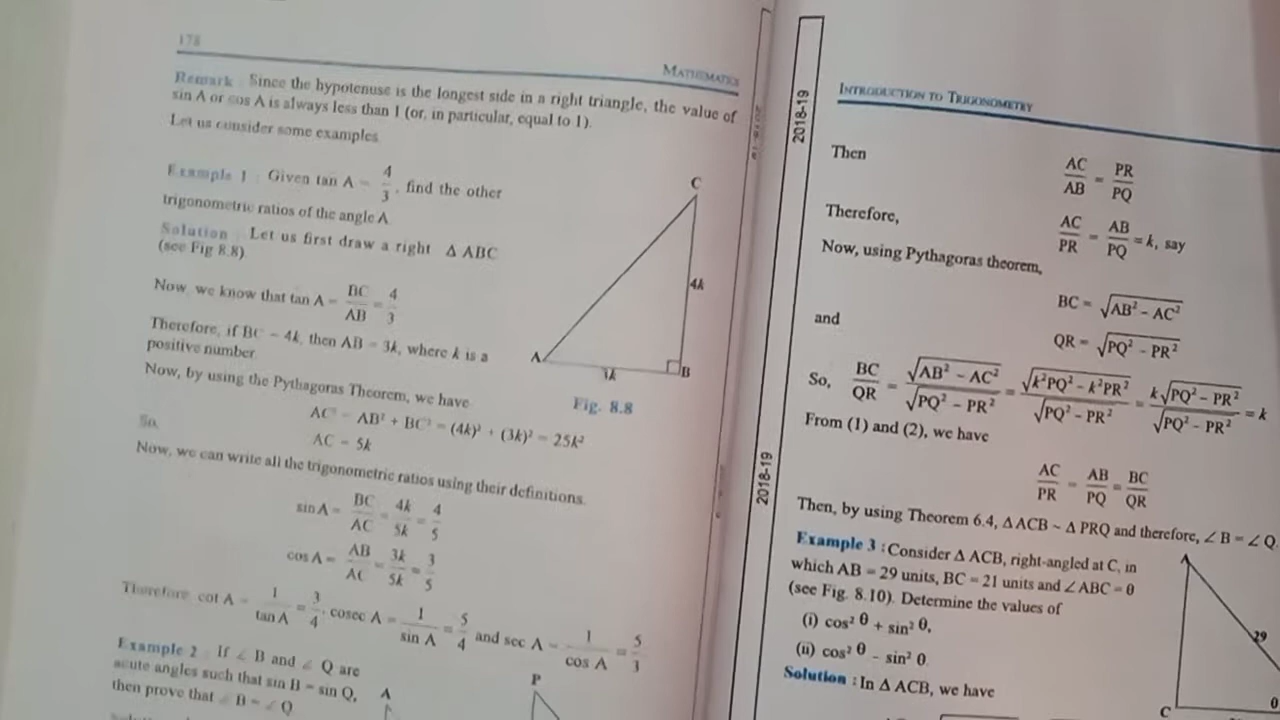 178
MATHEMATICS
Remark : Since the hypotenuse is the longest side in a right triangle, the value of
sin A or cos A is always less than 1 (or, in particular, equal to 1).
Let us consider some examples.
Example 1 : Given tan A = 4/3, find the other
trigonometric ratios of the angle A.
Solution : Let us first draw a right Δ ABC
(see Fig 8.8).
Now, we know that tan A = BC/AB = 4/3
Therefore, if BC = 4k, then AB = 3k, where k is a
positive number.
Now, by using the Pythagoras Theorem, we have
AC² = AB² + BC² = (4k)² + (3k)² = 25k²
So,
AC = 5k
Now, we can write all the trigonometric ratios using their definitions.
sin A = BC/AC = 4k/5k = 4/5
cos A = AB/AC = 3k/5k = 3/5
Therefore, cot A = 1/tan A = 3/4, cosec A = 1/sin A = 5/4 and sec A = 1/cos A = 5/3
Example 2 : If ∠ B and ∠ Q are
acute angles such that sin B = sin Q,
then prove that ∠ B = ∠ Q.
C
4k
A
3k
B
Fig. 8.8
A
P
2018-19
2018-19
INTRODUCTION TO TRIGONOMETRY
Then
AC/AB = PR/PQ
Therefore,
AC/PR = AB/PQ = k, say
Now, using Pythagoras theorem,
BC = √(AB² – AC²)
and
QR = √(PQ² – PR²)
So, BC/QR = √(AB² – AC²)/√(PQ² – PR²) = √(k²PQ² – k²PR²)/√(PQ² – PR²) = k√(PQ² – PR²)/√(PQ² – PR²) = k
From (1) and (2), we have
AC/PR = AB/PQ = BC/QR
Then, by using Theorem 6.4, Δ ACB ~ Δ PRQ and therefore, ∠ B = ∠ Q.
Example 3 : Consider Δ ACB, right-angled at C, in
which AB = 29 units, BC = 21 units and ∠ ABC = θ
(see Fig. 8.10). Determine the values of
(i) cos² θ + sin² θ,
(ii) cos² θ – sin² θ.
Solution : In Δ ACB, we have
A
29
C
θ